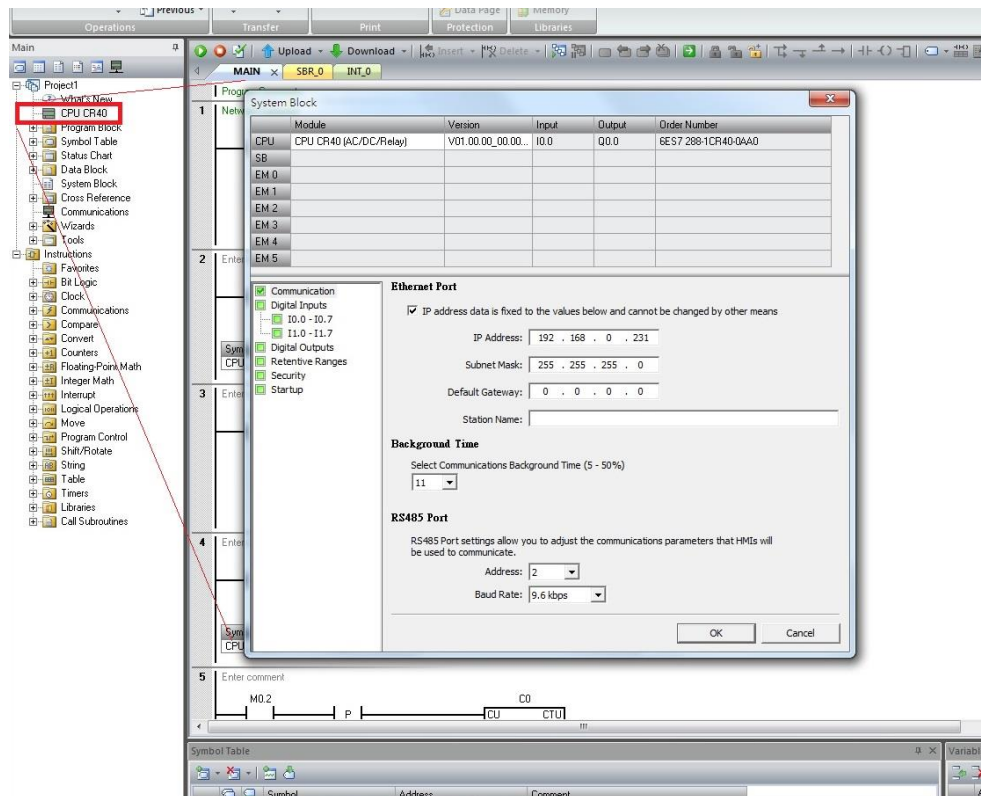 Previous
Data Page
Memory
Operations
Transfer
Print
Protection
Libraries
Main
Upload
Download
Insert
Delete
MAIN
SBR_0
INT_0
Project1
What's New
CPU CR40
Program Block
Symbol Table
Status Chart
Data Block
System Block
Cross Reference
Communications
Wizards
Tools
Instructions
Favorites
Bit Logic
Clock
Communications
Compare
Convert
Counters
Floating-Point Math
Integer Math
Interrupt
Logical Operations
Move
Program Control
Shift/Rotate
String
Table
Timers
Libraries
Call Subroutines
1
2 Enter
Sym
CPU
3 Enter
4 Enter
Sym
CPU
5 Enter comment
M0.2
P
C0
CU CTU
System Block
Module Version Input Output Order Number
CPU CPU CR40 (AC/DC/Relay) V01.00.00_00.00... I0.0 Q0.0 6ES7 288-1CR40-0AA0
SB
EM 0
EM 1
EM 2
EM 3
EM 4
EM 5
Communication
Digital Inputs
I0.0 - I0.7
I1.0 - I1.7
Digital Outputs
Retentive Ranges
Security
Startup
Ethernet Port
IP address data is fixed to the values below and cannot be changed by other means
IP Address: 192 . 168 . 0 . 231
Subnet Mask: 255 . 255 . 255 . 0
Default Gateway: 0 . 0 . 0 . 0
Station Name:
Background Time
Select Communications Background Time (5 - 50%)
11
RS485 Port
RS485 Port settings allow you to adjust the communications parameters that HMIs will
be used to communicate.
Address: 2
Baud Rate: 9.6 kbps
OK
Cancel
Symbol Table
Symbol Address Comment
Variabl